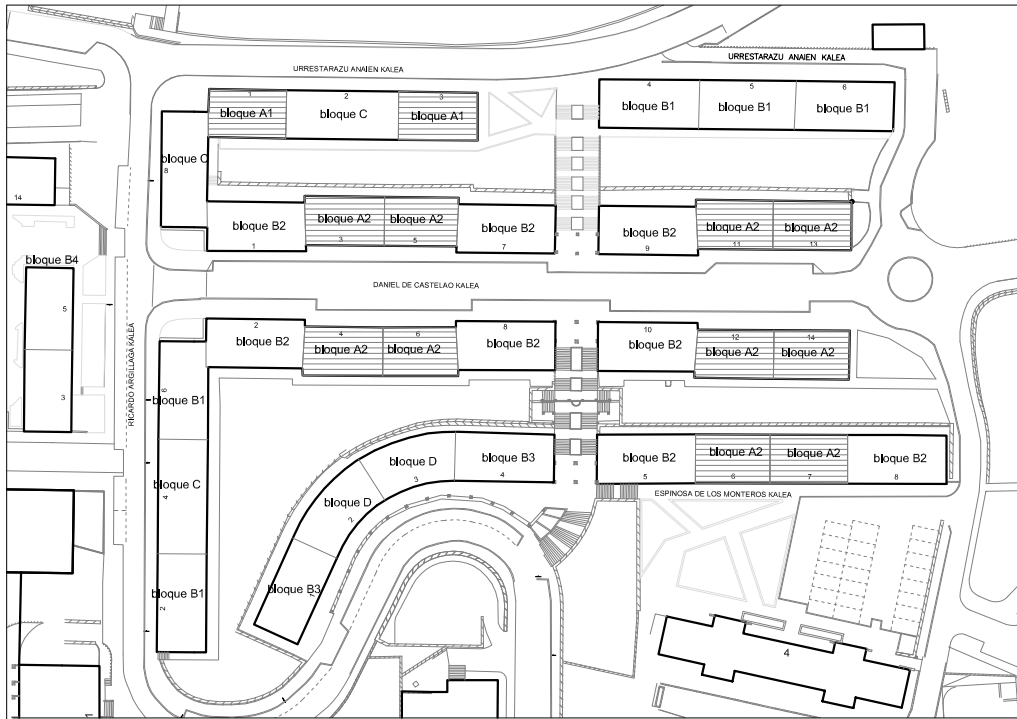 URRESTARAZU ANAIEN KALEA
URRESTARAZU ANAIEN KALEA
1
2
3
bloque A1
bloque C
bloque A1
4
5
6
bloque B1
bloque B1
bloque B1
bloque C
8
14
bloque B2
bloque A2
bloque A2
bloque B2
1
3
5
7
bloque B2
bloque A2
bloque A2
9
11
13
bloque B4
5
3
DANIEL DE CASTELAO KALEA
RICARDO ARGILLAGA KALEA
2
4
6
8
bloque B2
bloque A2
bloque A2
bloque B2
10
12
14
bloque B2
bloque A2
bloque A2
6
bloque B1
bloque C
4
bloque B1
2
bloque D
3
bloque B3
4
bloque D
2
bloque B3
1
bloque B2
bloque A2
bloque A2
bloque B2
5
6
7
8
ESPINOSA DE LOS MONTEROS KALEA
4
1